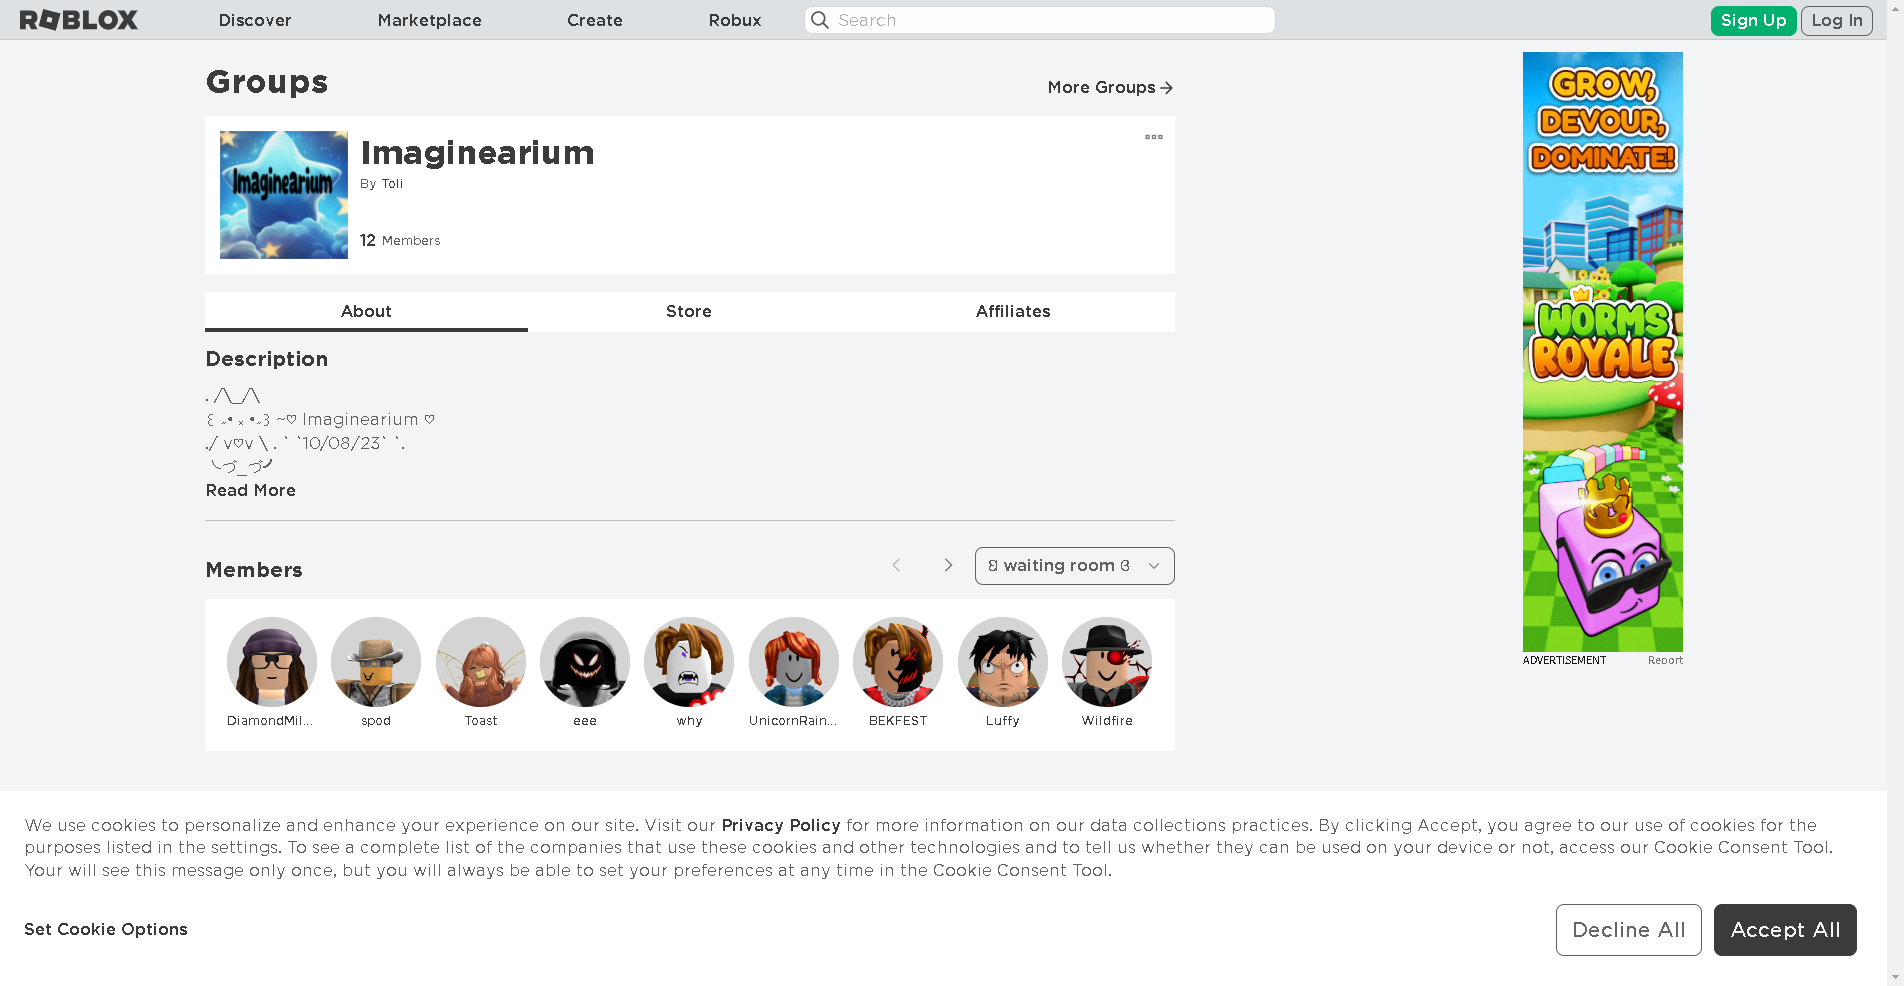 ROBLOX
Discover
Marketplace
Create
Robux
Search
Sign Up
Log In
Groups
More Groups
Imaginearium
Imaginearium
By Toli
12 Members
About
Store
Affiliates
Description
. /\_/\
꒰ ˶• ༝ •˶꒱ ~♡ Imaginearium ♡
./ v♡v \ . ` `10/08/23` `.
╰づ_づ╯
Read More
Members
ꕤ waiting room ꕤ
DiamondMil...
spod
Toast
eee
why
UnicornRain...
BEKFEST
Luffy
Wildfire
GROW,
DEVOUR,
DOMINATE!
WORMS
ROYALE
ADVERTISEMENT
Report
We use cookies to personalize and enhance your experience on our site. Visit our Privacy Policy for more information on our data collections practices. By clicking Accept, you agree to our use of cookies for the
purposes listed in the settings. To see a complete list of the companies that use these cookies and other technologies and to tell us whether they can be used on your device or not, access our Cookie Consent Tool.
Your will see this message only once, but you will always be able to set your preferences at any time in the Cookie Consent Tool.
Set Cookie Options
Decline All
Accept All